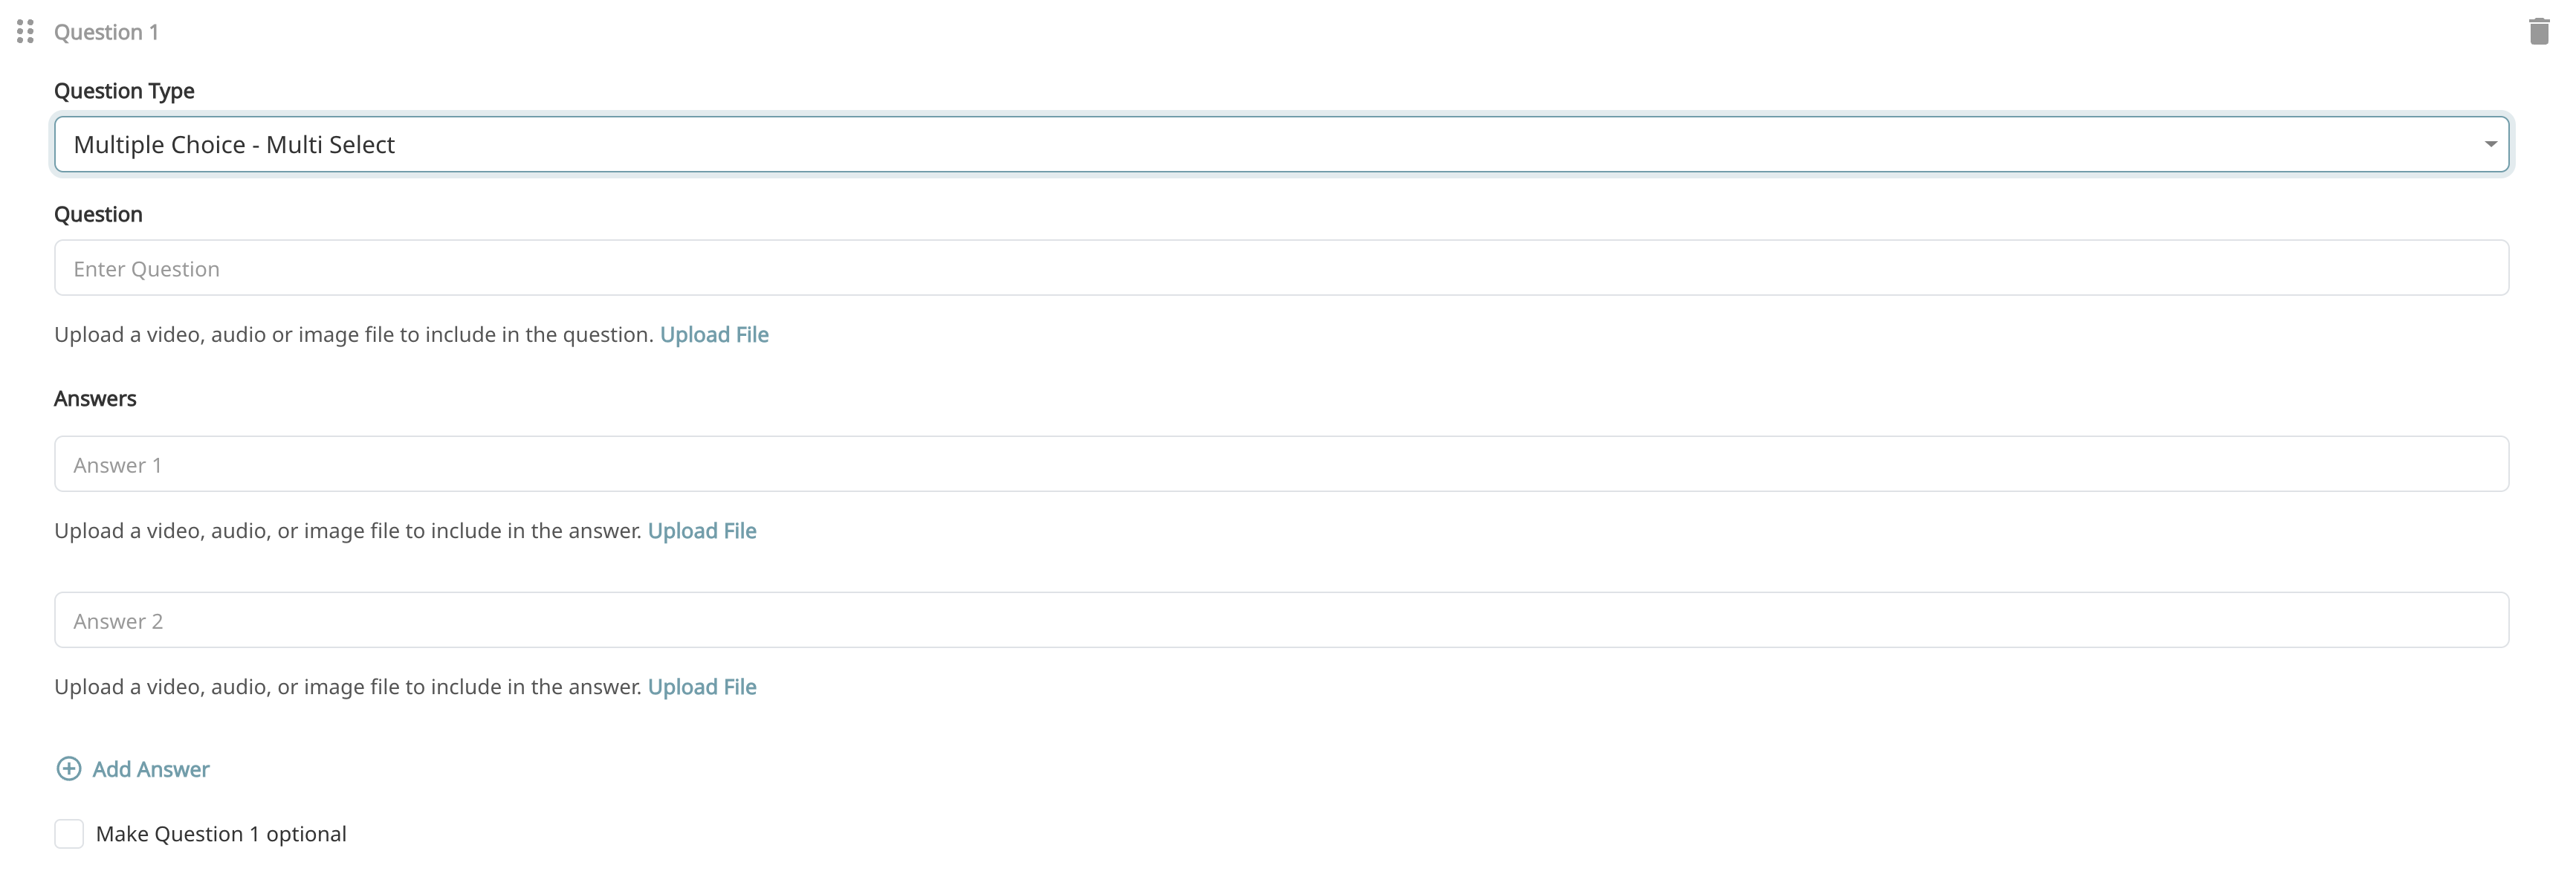 Question 1
Question Type
Multiple Choice - Multi Select
Question
Enter Question
Upload a video, audio or image file to include in the question. Upload File
Answers
Answer 1
Upload a video, audio, or image file to include in the answer. Upload File
Answer 2
Upload a video, audio, or image file to include in the answer. Upload File
Add Answer
Make Question 1 optional